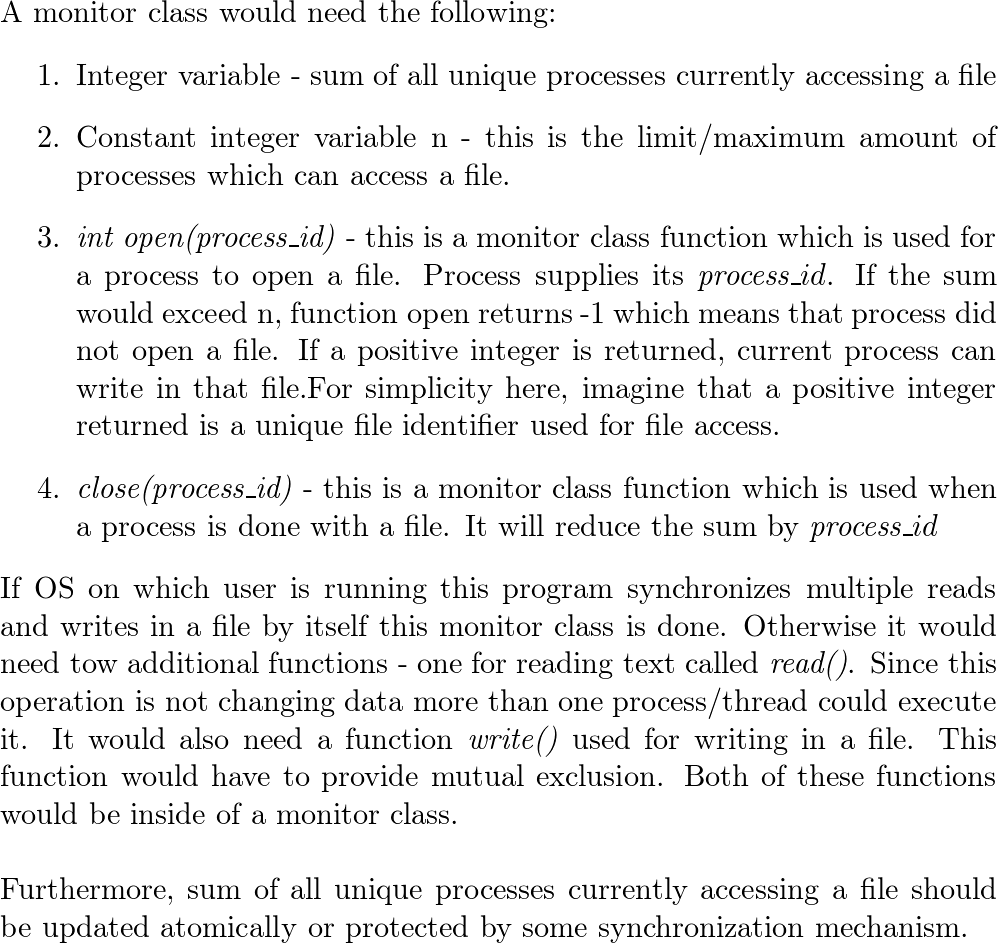 A monitor class would need the following:
1. Integer variable - sum of all unique processes currently accessing a file
2. Constant integer variable n - this is the limit/maximum amount of
processes which can access a file.
3. int open(process_id) - this is a monitor class function which is used for
a process to open a file. Process supplies its process_id. If the sum
would exceed n, function open returns -1 which means that process did
not open a file. If a positive integer is returned, current process can
write in that file.For simplicity here, imagine that a positive integer
returned is a unique file identifier used for file access.
4. close(process_id) - this is a monitor class function which is used when
a process is done with a file. It will reduce the sum by process_id
If OS on which user is running this program synchronizes multiple reads
and writes in a file by itself this monitor class is done. Otherwise it would
need tow additional functions - one for reading text called read(). Since this
operation is not changing data more than one process/thread could execute
it. It would also need a function write() used for writing in a file. This
function would have to provide mutual exclusion. Both of these functions
would be inside of a monitor class.
Furthermore, sum of all unique processes currently accessing a file should
be updated atomically or protected by some synchronization mechanism.